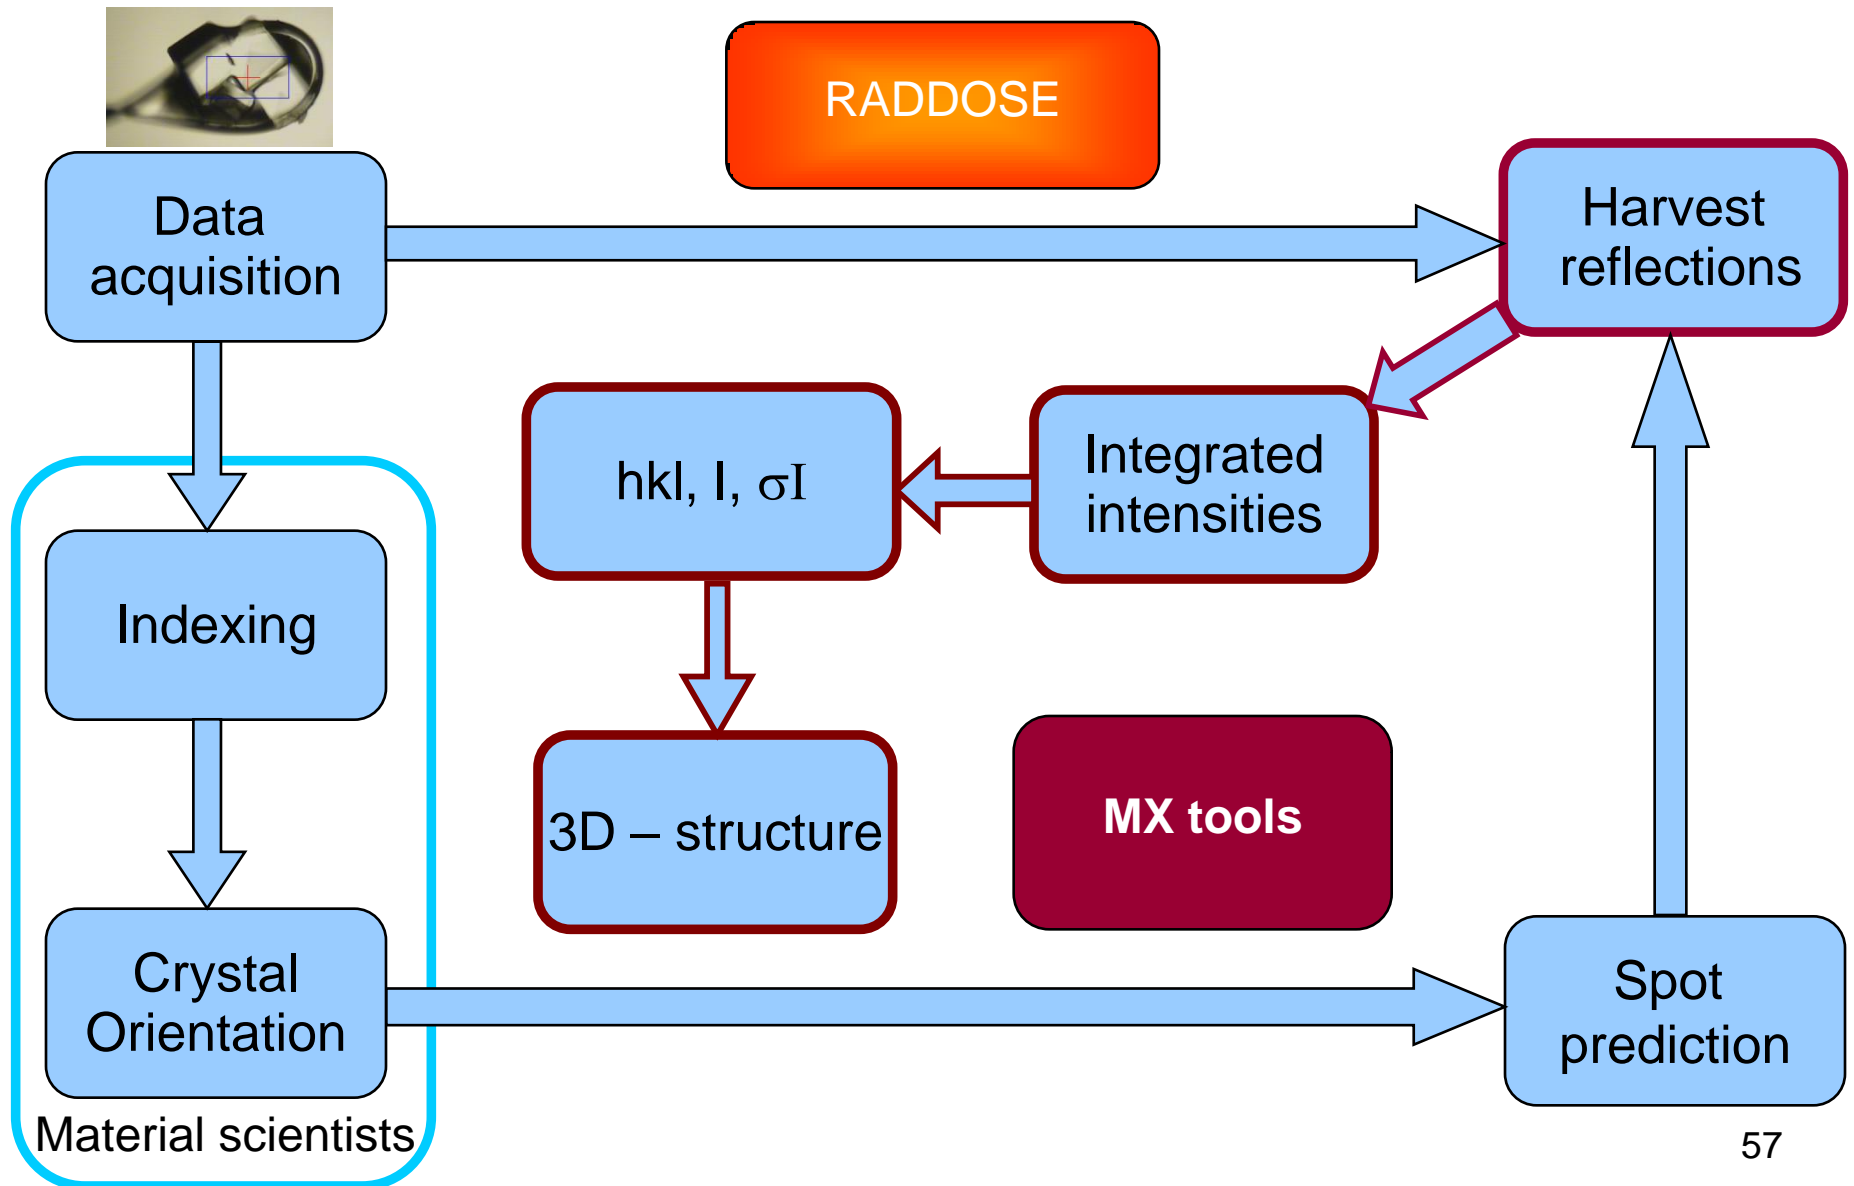 RADDOSE
Data
acquisition
Harvest
reflections
hkl, I, σI
Integrated
intensities
Indexing
3D – structure
MX tools
Crystal
Orientation
Spot
prediction
Material scientists
57